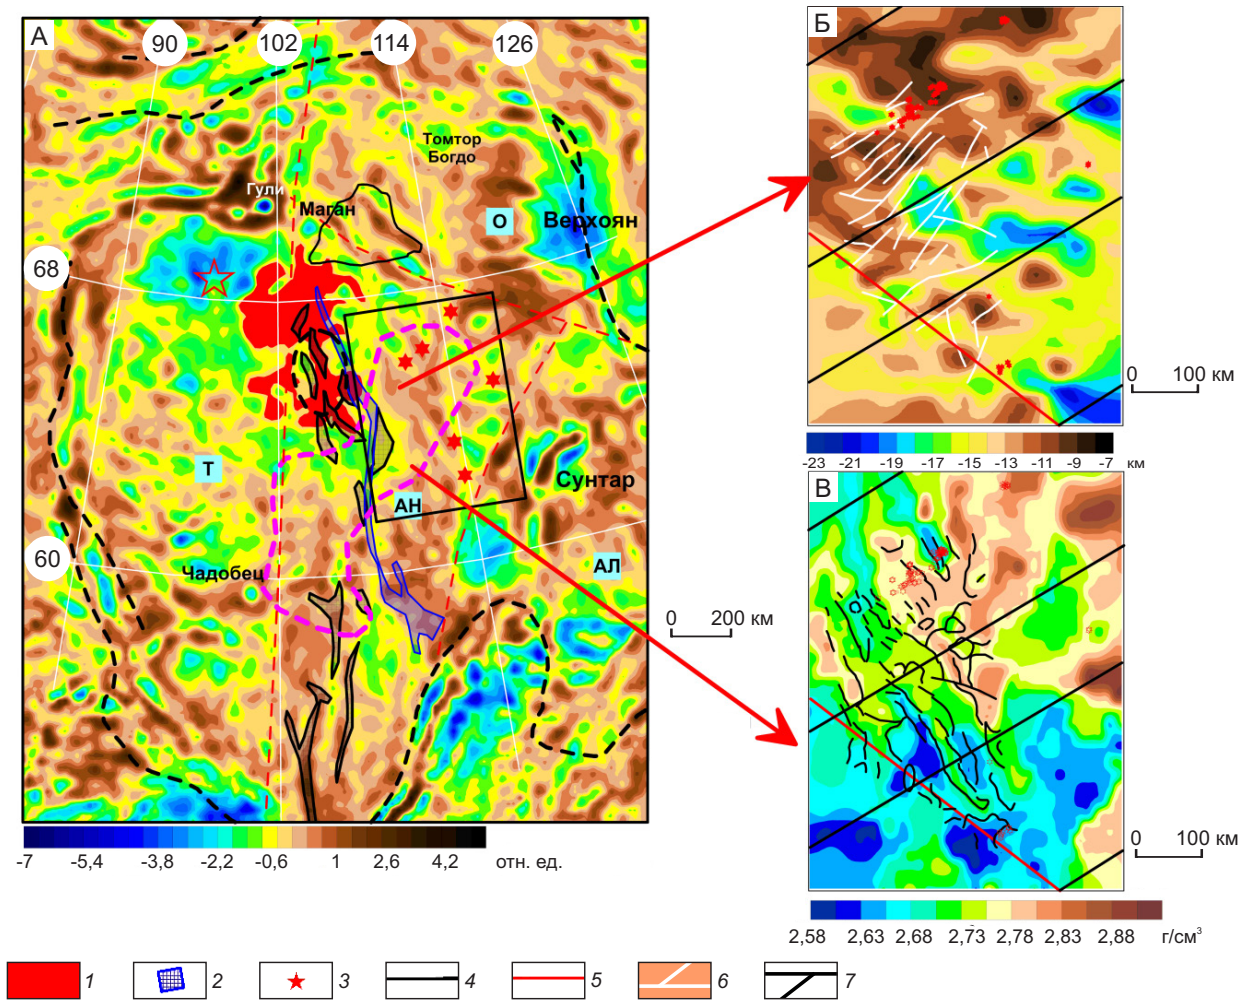 А
90
102
114
126
Томтор
Богдо
Гули
Маган
О
Верхоян
68
Т
АН
Сунтар
60
Чадобец
АЛ
0 200 км
-7 -5,4 -3,8 -2,2 -0,6 1 2,6 4,2 отн. ед.
Б
0 100 км
-23 -21 -19 -17 -15 -13 -11 -9 -7 км
В
0 100 км
2,58 2,63 2,68 2,73 2,78 2,83 2,88 г/см³
1 2 3 4 5 6 7